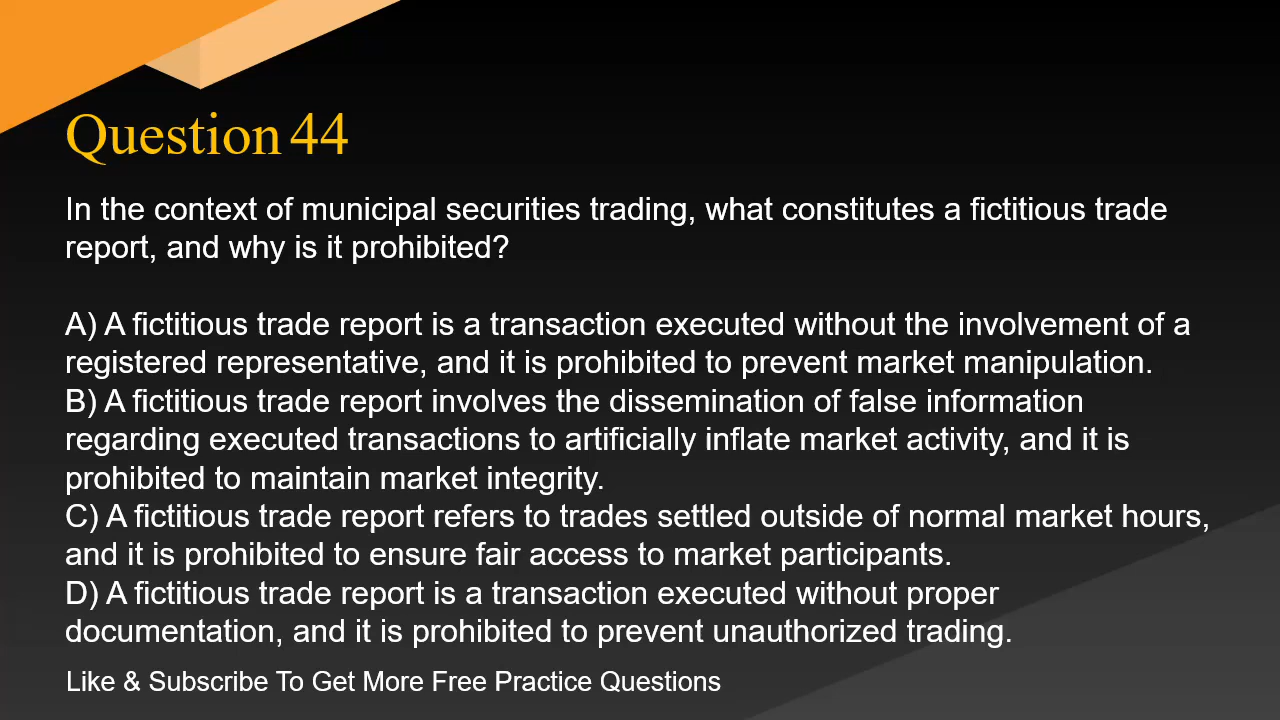 Question 44
In the context of municipal securities trading, what constitutes a fictitious trade
report, and why is it prohibited?
A) A fictitious trade report is a transaction executed without the involvement of a
registered representative, and it is prohibited to prevent market manipulation.
B) A fictitious trade report involves the dissemination of false information
regarding executed transactions to artificially inflate market activity, and it is
prohibited to maintain market integrity.
C) A fictitious trade report refers to trades settled outside of normal market hours,
and it is prohibited to ensure fair access to market participants.
D) A fictitious trade report is a transaction executed without proper
documentation, and it is prohibited to prevent unauthorized trading.
Like & Subscribe To Get More Free Practice Questions